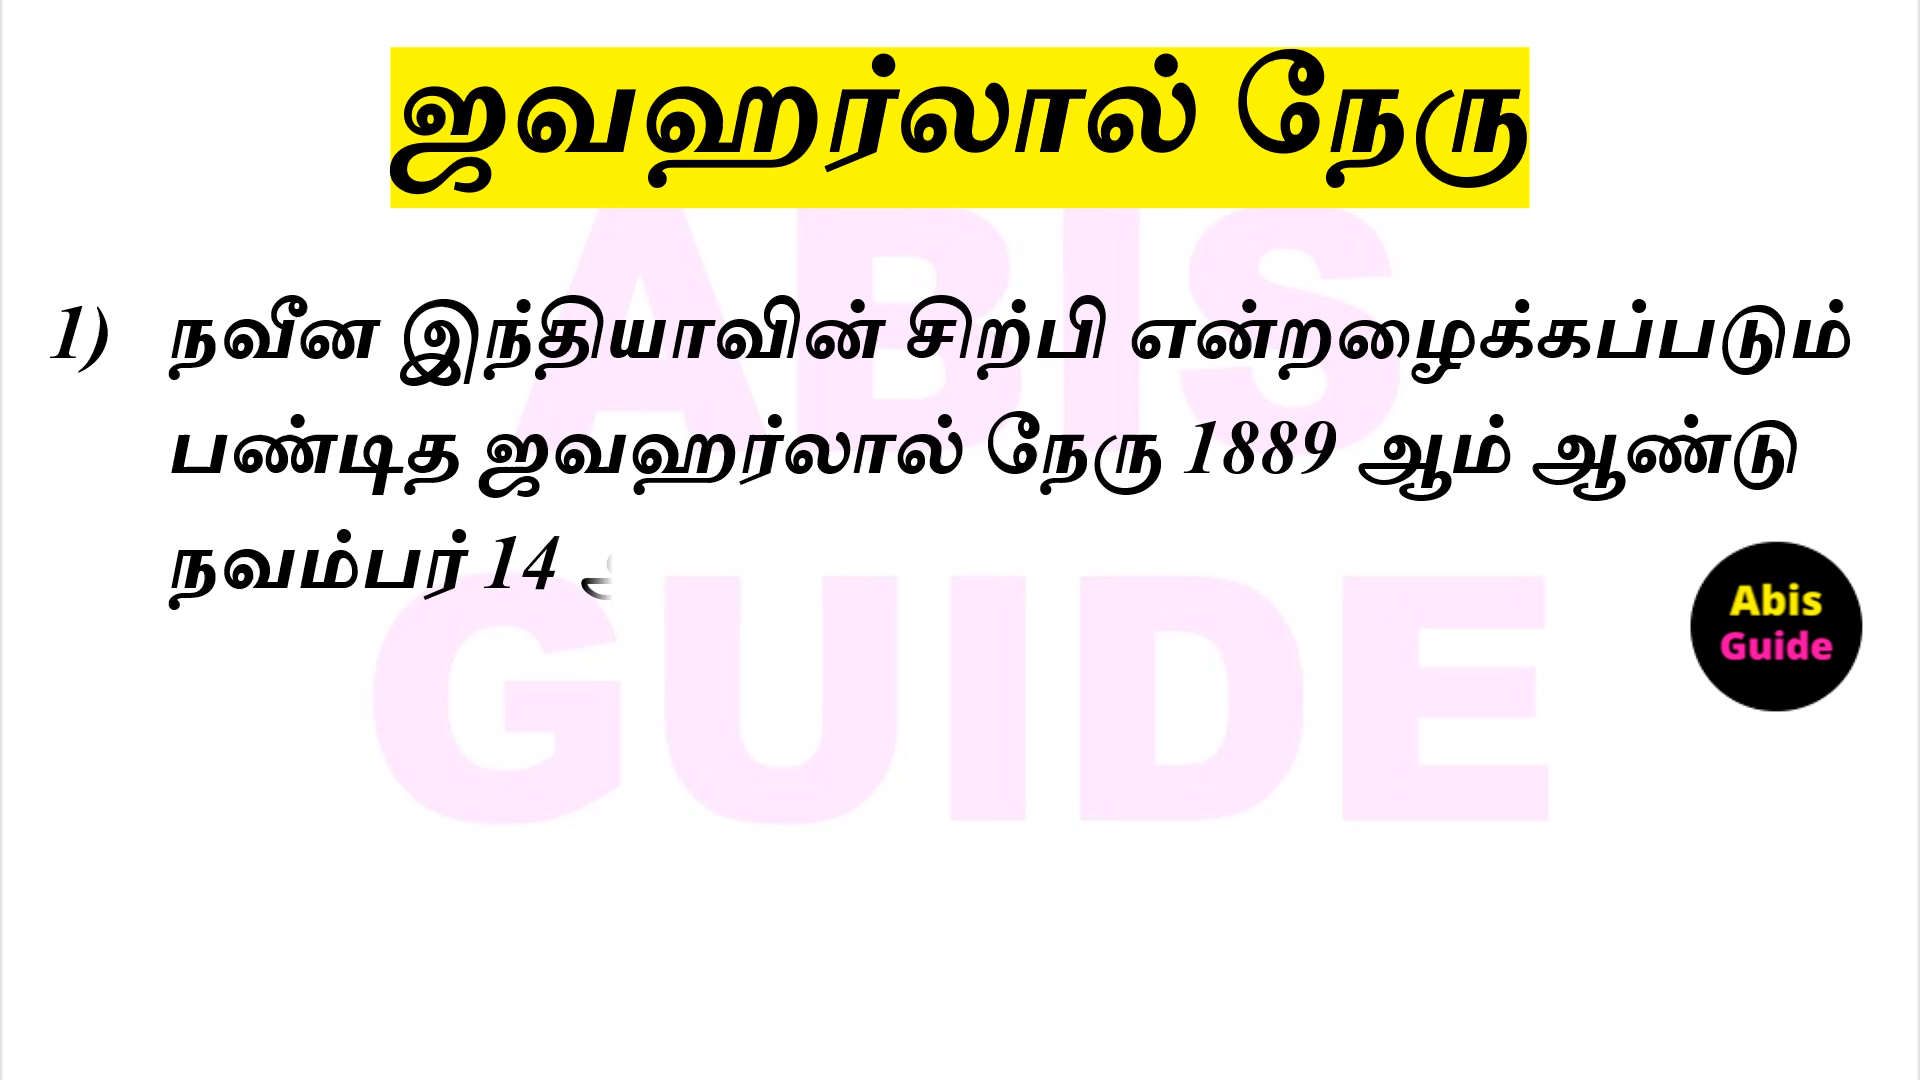 ஜவஹர்லால் நேரு
1) நவீன இந்தியாவின் சிற்பி என்றழைக்கப்படும்
பண்டித ஜவஹர்லால் நேரு 1889 ஆம் ஆண்டு
நவம்பர் 14
ABIS
GUIDE
Abis
Guide